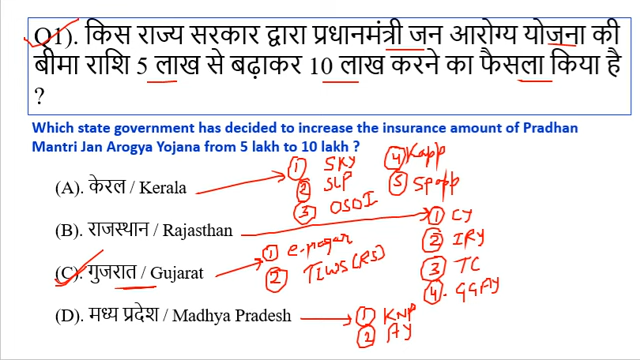 Q1). किस राज्य सरकार द्वारा प्रधानमंत्री जन आरोग्य योजना की
बीमा राशि 5 लाख से बढ़ाकर 10 लाख करने का फैसला किया है
?
Which state government has decided to increase the insurance amount of Pradhan
Mantri Jan Arogya Yojana from 5 lakh to 10 lakh ?
(A). केरल / Kerala
(B). राजस्थान / Rajasthan
(C). गुजरात / Gujarat
(D). मध्य प्रदेश / Madhya Pradesh
① SKY
② SLP
③ OSOI
④ Kapp
⑤ Spapp
① CY
② IRY
③ TC
④. GGAY
① e-nagar
② TLWS(RS)
① KNP
② AY